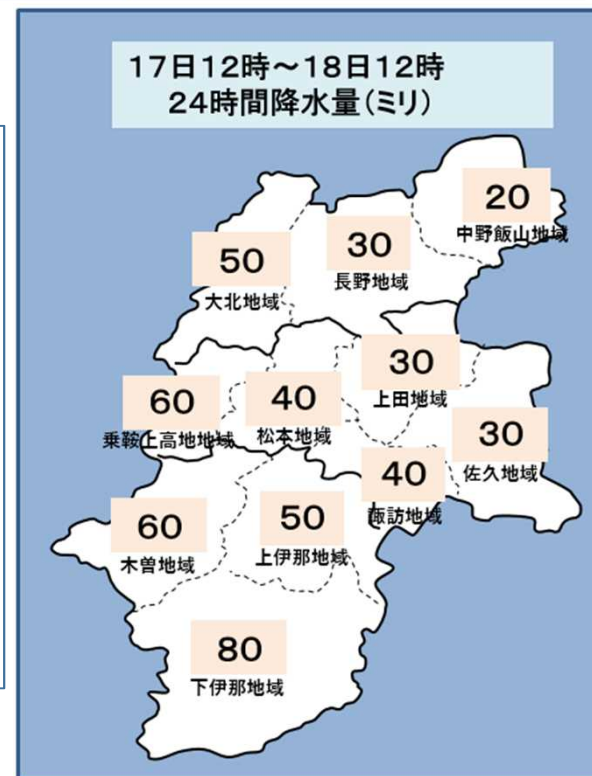 17日12時～18日12時
24時間降水量(ミリ)
20
中野飯山地域
30
長野地域
50
大北地域
30
上田地域
60
乗鞍上高地地域
40
松本地域
30
佐久地域
40
諏訪地域
60
木曽地域
50
上伊那地域
80
下伊那地域